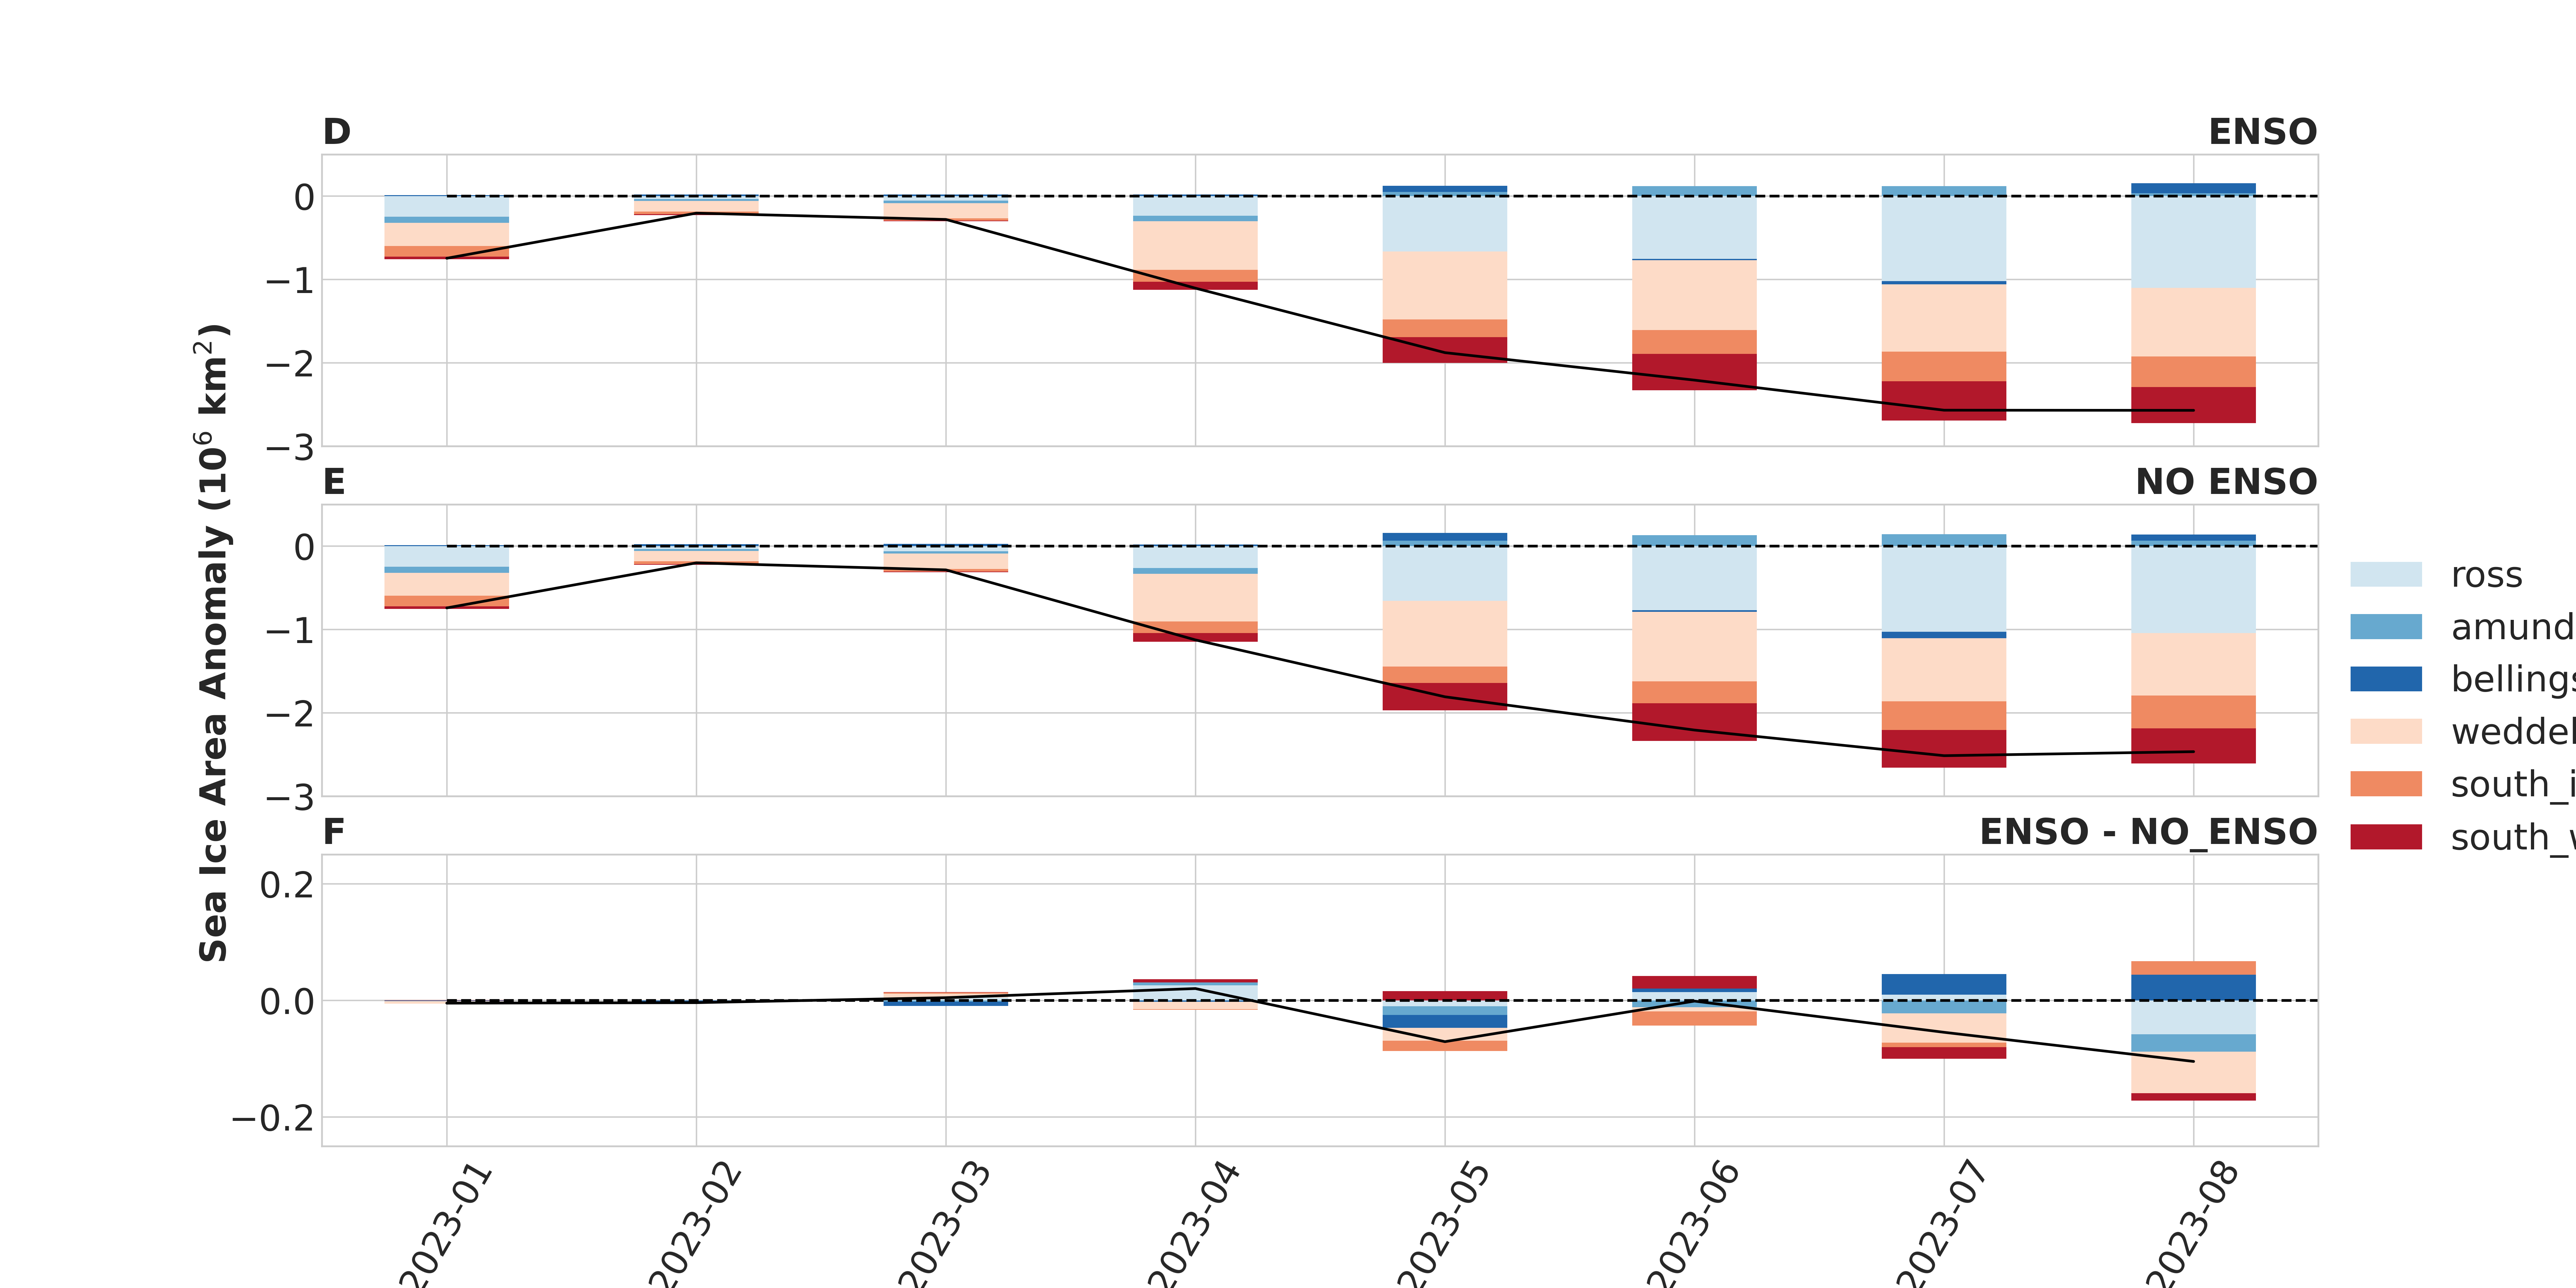 D ENSO
0
−1
−2
−3
E NO ENSO
0
−1
−2
−3
F ENSO - NO_ENSO
0.2
0.0
−0.2
Sea Ice Area Anomaly (10⁶ km²)
2023-01 2023-02 2023-03 2023-04 2023-05 2023-06 2023-07 2023-08
ross
amund
bellings
weddel
south_i
south_w